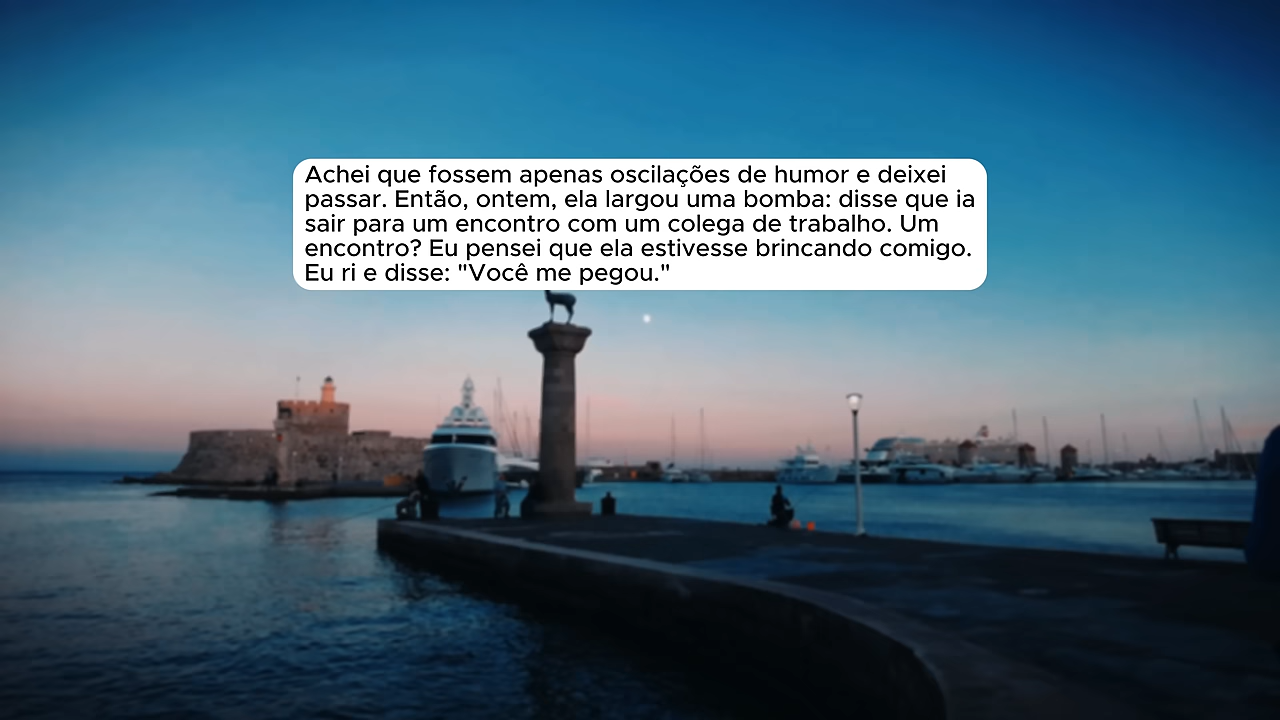 Achei que fossem apenas oscilações de humor e deixei
passar. Então, ontem, ela largou uma bomba: disse que ia
sair para um encontro com um colega de trabalho. Um
encontro? Eu pensei que ela estivesse brincando comigo.
Eu ri e disse: "Você me pegou."